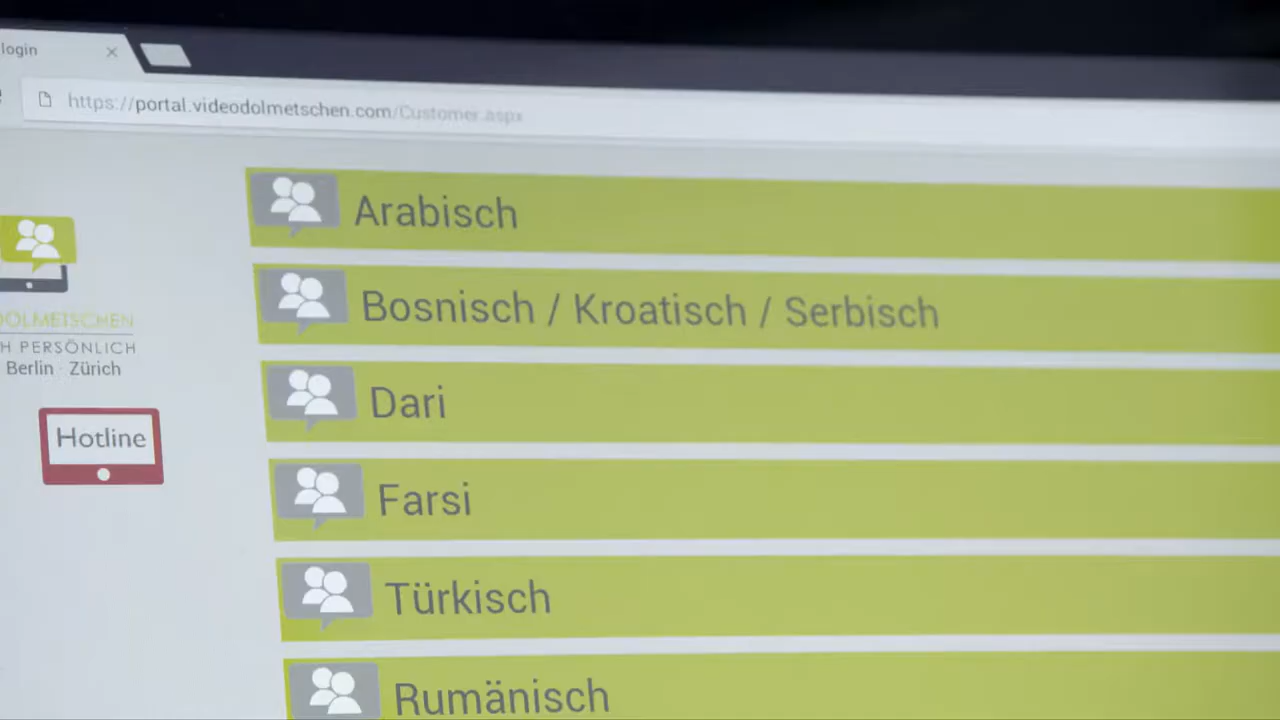 login
https://portal.videodolmetschen.com/Customer.aspx
Arabisch
Bosnisch / Kroatisch / Serbisch
DOLMETSCHEN
H PERSÖNLICH
Berlin · Zürich
Dari
Hotline
Farsi
Türkisch
Rumänisch